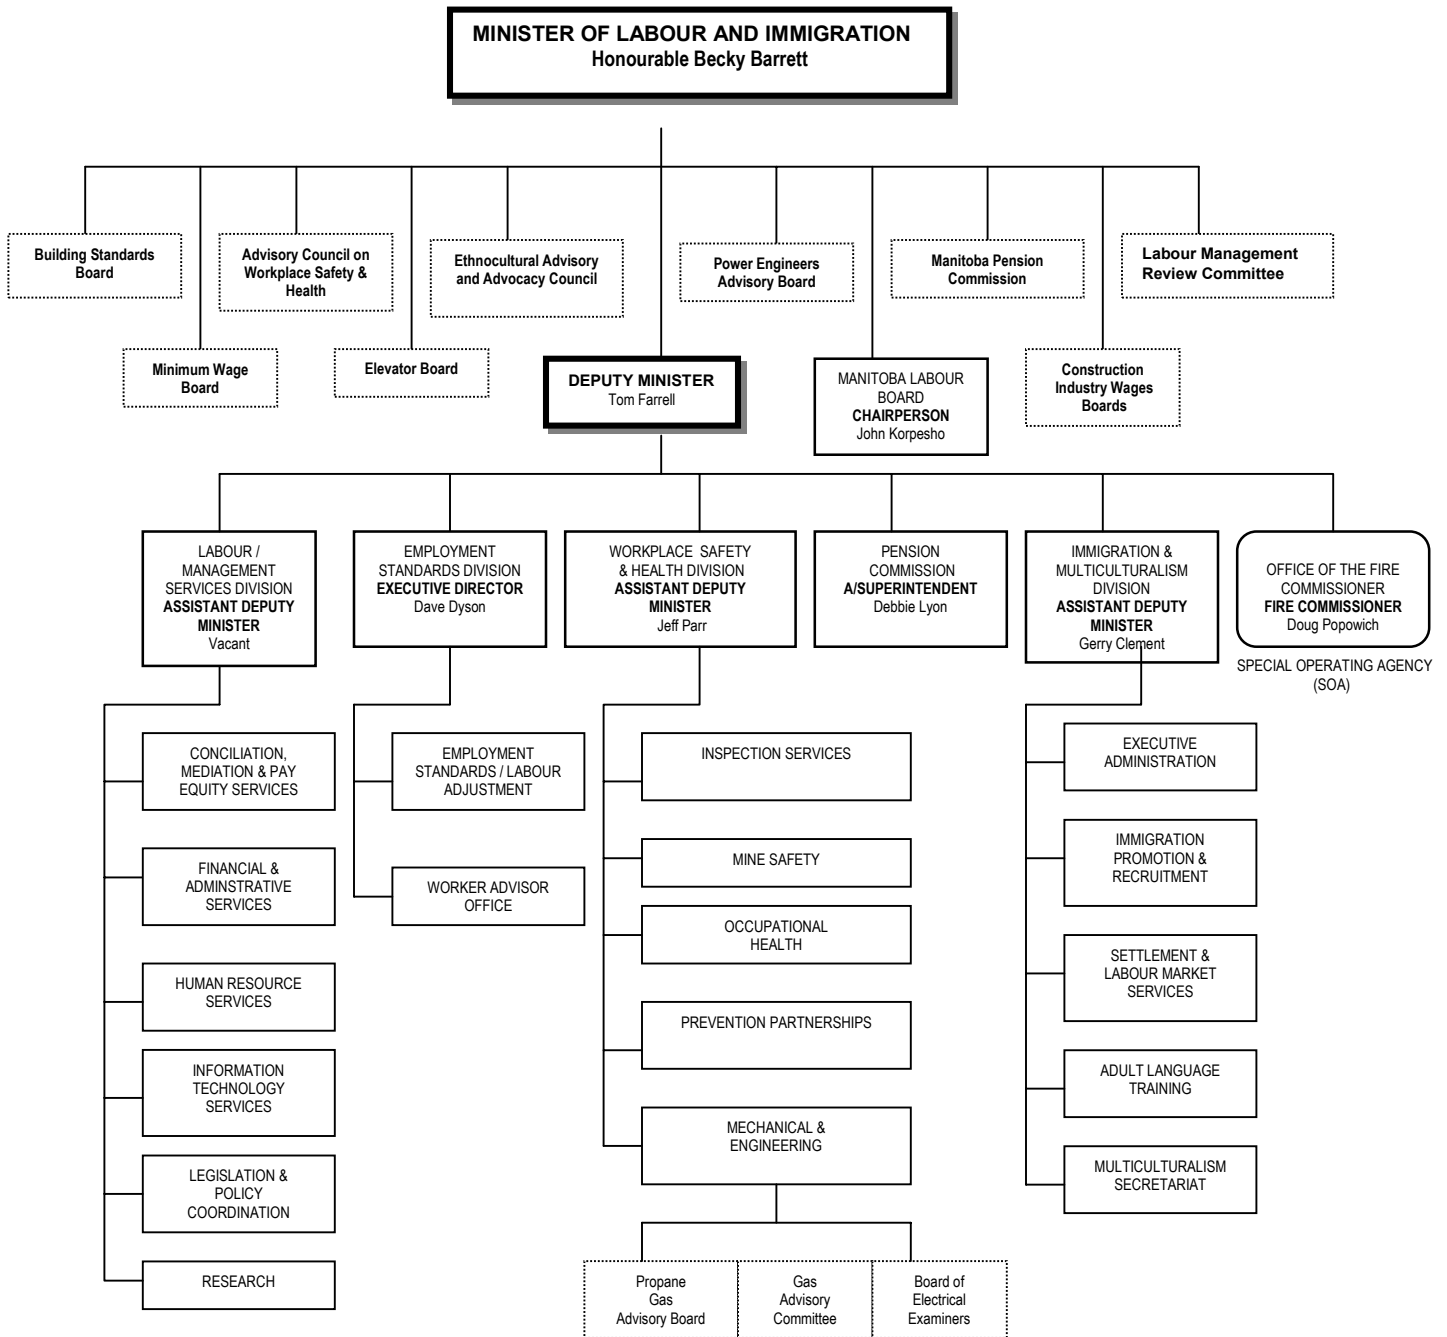 MINISTER OF LABOUR AND IMMIGRATION
Honourable Becky Barrett
Building Standards
Board
Advisory Council on
Workplace Safety &
Health
Ethnocultural Advisory
and Advocacy Council
Power Engineers
Advisory Board
Manitoba Pension
Commission
Labour Management
Review Committee
Minimum Wage
Board
Elevator Board
DEPUTY MINISTER
Tom Farrell
MANITOBA LABOUR
BOARD
CHAIRPERSON
John Korpesho
Construction
Industry Wages
Boards
LABOUR /
MANAGEMENT
SERVICES DIVISION
ASSISTANT DEPUTY
MINISTER
Vacant
EMPLOYMENT
STANDARDS DIVISION
EXECUTIVE DIRECTOR
Dave Dyson
WORKPLACE SAFETY
& HEALTH DIVISION
ASSISTANT DEPUTY
MINISTER
Jeff Parr
PENSION
COMMISSION
A/SUPERINTENDENT
Debbie Lyon
IMMIGRATION &
MULTICULTURALISM
DIVISION
ASSISTANT DEPUTY
MINISTER
Gerry Clement
OFFICE OF THE FIRE
COMMISSIONER
FIRE COMMISSIONER
Doug Popowich
SPECIAL OPERATING AGENCY
(SOA)
CONCILIATION,
MEDIATION & PAY
EQUITY SERVICES
FINANCIAL &
ADMINSTRATIVE
SERVICES
HUMAN RESOURCE
SERVICES
INFORMATION
TECHNOLOGY
SERVICES
LEGISLATION &
POLICY
COORDINATION
RESEARCH
EMPLOYMENT
STANDARDS / LABOUR
ADJUSTMENT
WORKER ADVISOR
OFFICE
INSPECTION SERVICES
MINE SAFETY
OCCUPATIONAL
HEALTH
PREVENTION PARTNERSHIPS
MECHANICAL &
ENGINEERING
Propane
Gas
Advisory Board
Gas
Advisory
Committee
Board of
Electrical
Examiners
EXECUTIVE
ADMINISTRATION
IMMIGRATION
PROMOTION &
RECRUITMENT
SETTLEMENT &
LABOUR MARKET
SERVICES
ADULT LANGUAGE
TRAINING
MULTICULTURALISM
SECRETARIAT